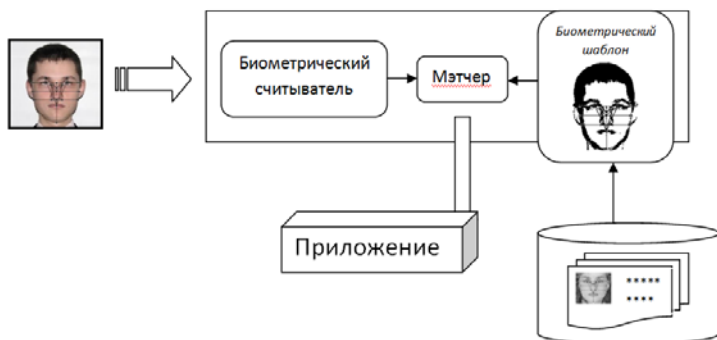 Биометрический
шаблон
Биометрический
считыватель
Мэтчер
Приложение
*****
****